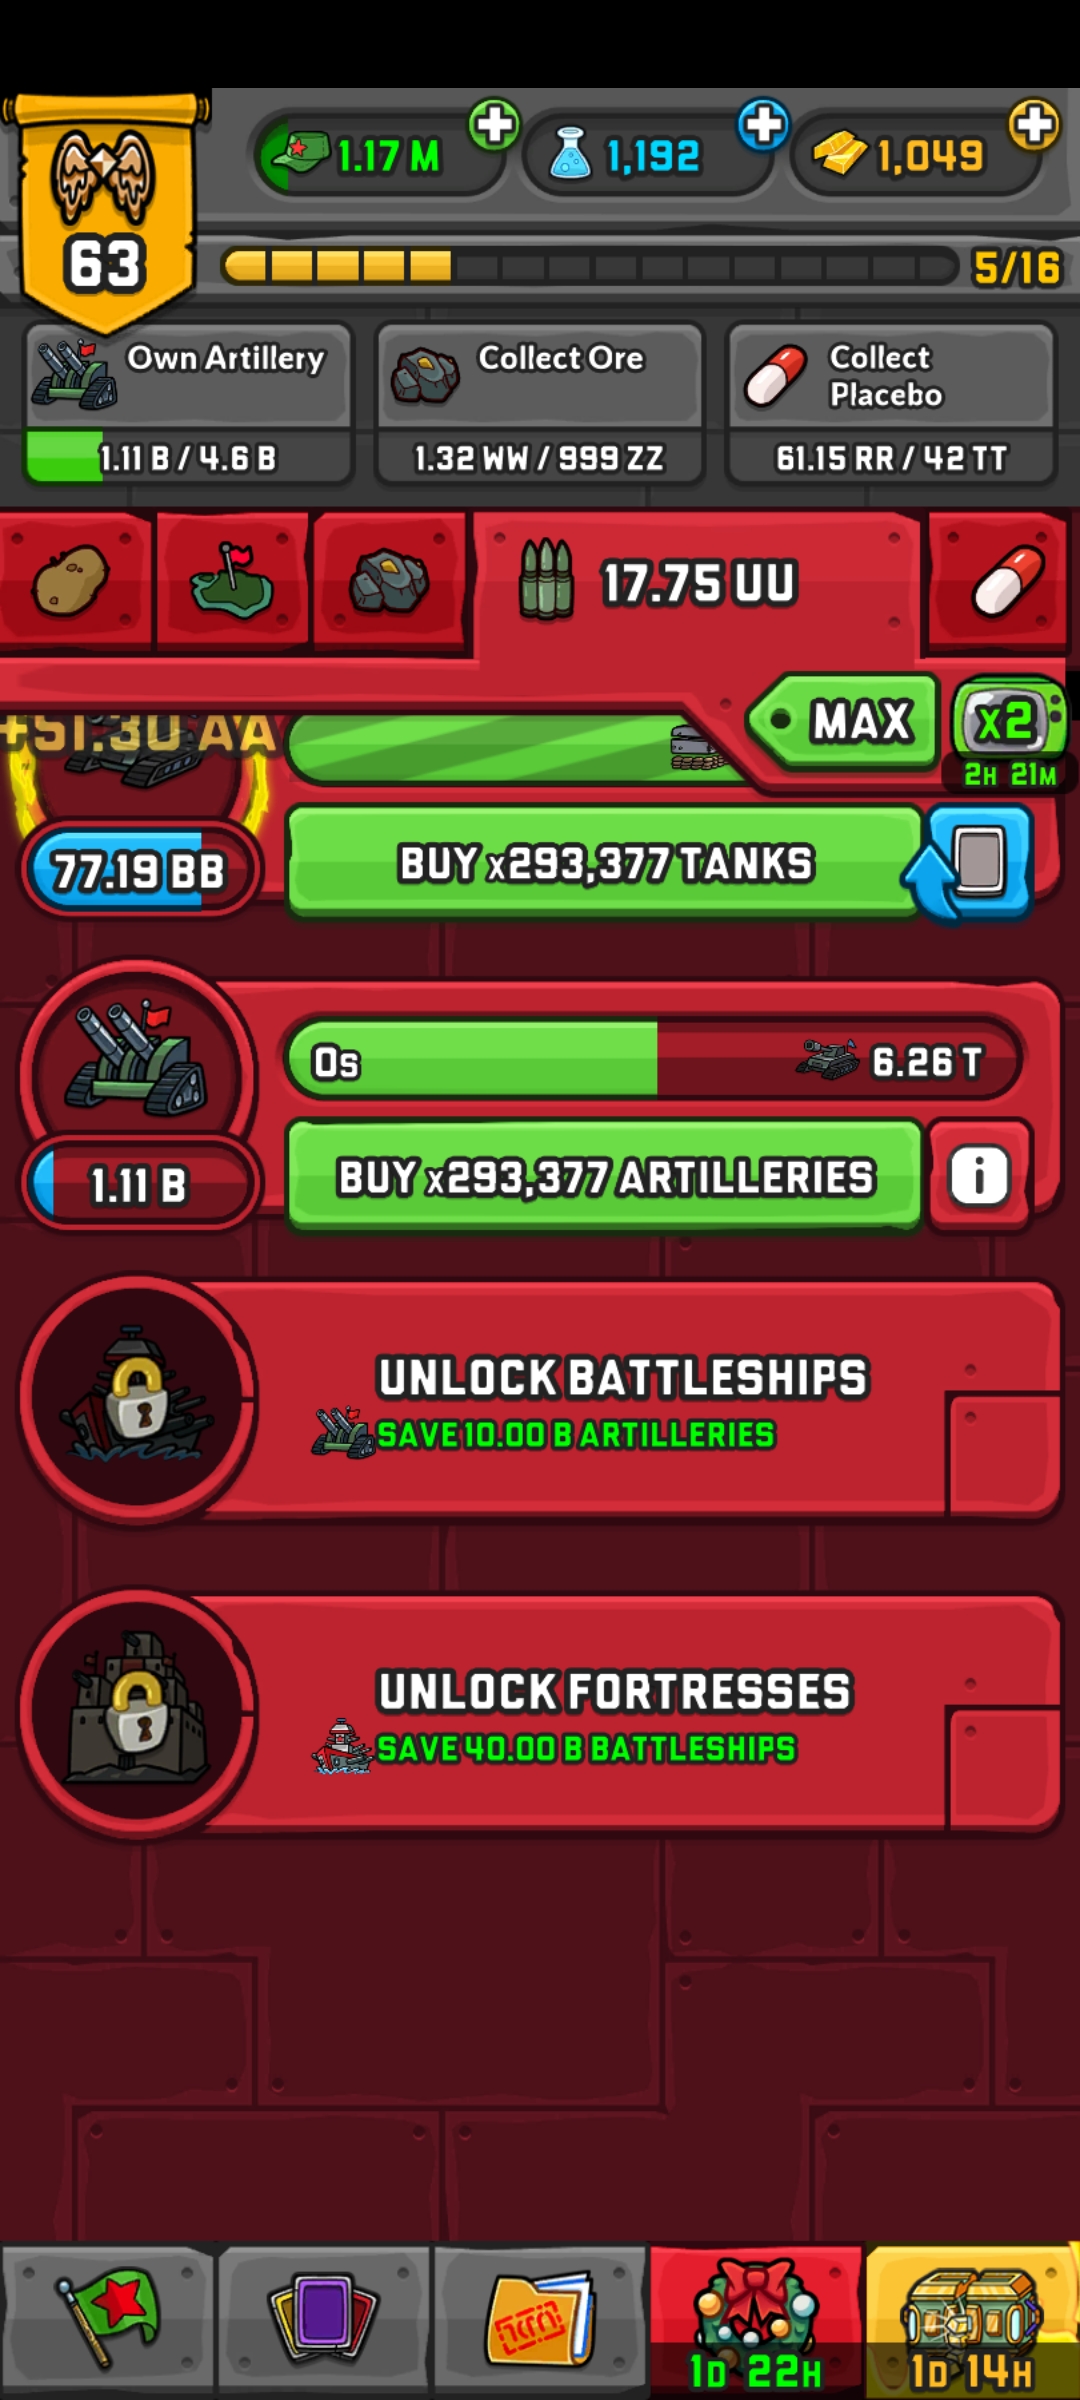 1.17 M
1,192
1,049
63
5/16
Own Artillery
Collect Ore
Collect
Placebo
1.11 B / 4.6 B
1.32 WW / 999 ZZ
61.15 RR / 42 TT
17.75 UU
+51.30 AA
MAX
x2
2H 21M
77.19 BB
BUY x293,377 TANKS
0s
6.26 T
1.11 B
BUY x293,377 ARTILLERIES
i
UNLOCK BATTLESHIPS
SAVE 10.00 B ARTILLERIES
UNLOCK FORTRESSES
SAVE 40.00 B BATTLESHIPS
1D 22H
1D 14H